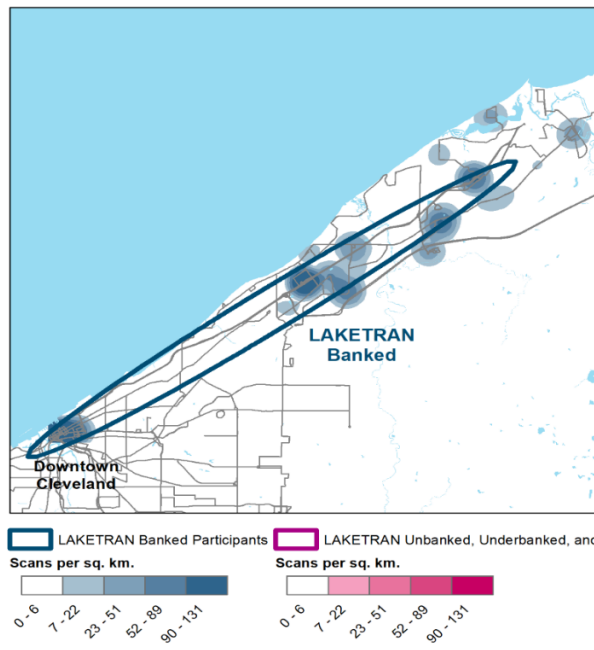 LAKETRAN
Banked
Downtown
Cleveland
LAKETRAN Banked Participants
LAKETRAN Unbanked, Underbanked, and
Scans per sq. km.
Scans per sq. km.
0 - 6
7 - 22
23 - 51
52 - 89
90 - 131
0 - 6
7 - 22
23 - 51
52 - 89
90 - 131